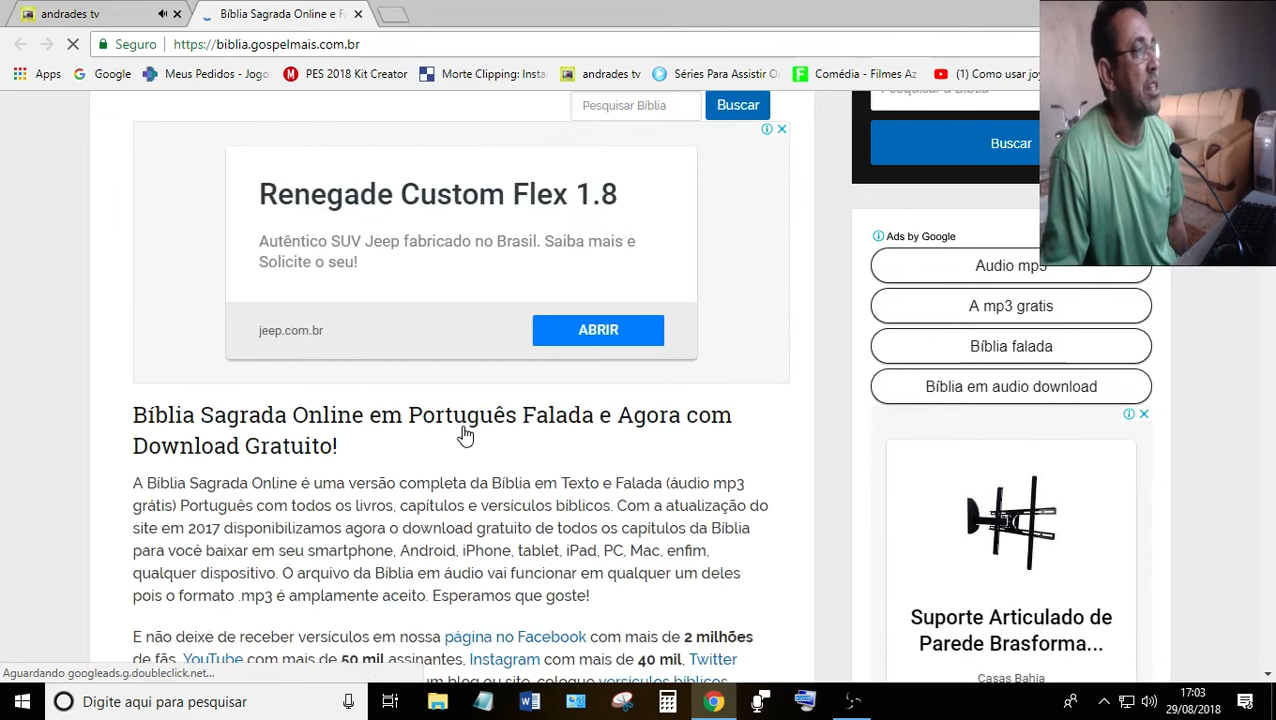 andrades tv
Bíblia Sagrada Online e F
Seguro
https://biblia.gospelmais.com.br
Apps
Google
Meus Pedidos - Jogo
PES 2018 Kit Creator
Morte Clipping: Insta
andrades tv
Séries Para Assistir O
Comédia - Filmes Az
(1) Como usar joy
Pesquisar Bíblia
Buscar
Buscar
Renegade Custom Flex 1.8
Autêntico SUV Jeep fabricado no Brasil. Saiba mais e
Solicite o seu!
jeep.com.br
ABRIR
Ads by Google
Audio mp3
A mp3 gratis
Bíblia falada
Bíblia em audio download
Bíblia Sagrada Online em Português Falada e Agora com
Download Gratuito!
A Bíblia Sagrada Online é uma versão completa da Bíblia em Texto e Falada (áudio mp3
grátis) Português com todos os livros, capítulos e versículos bíblicos. Com a atualização do
site em 2017 disponibilizamos agora o download gratuito de todos os capítulos da Bíblia
para você baixar em seu smartphone, Android, iPhone, tablet, iPad, PC, Mac, enfim,
qualquer dispositivo. O arquivo da Bíblia em áudio vai funcionar em qualquer um deles
pois o formato .mp3 é amplamente aceito. Esperamos que goste!
E não deixe de receber versículos em nossa página no Facebook com mais de 2 milhões
de fãs, YouTube com mais de 50 mil assinantes, Instagram com mais de 40 mil, Twitter
um blog ou site, coloque versículos bíblicos
Suporte Articulado de
Parede Brasforma...
Casas Bahia
Aguardando googleads.g.doubleclick.net...
Digite aqui para pesquisar
17:03
29/08/2018